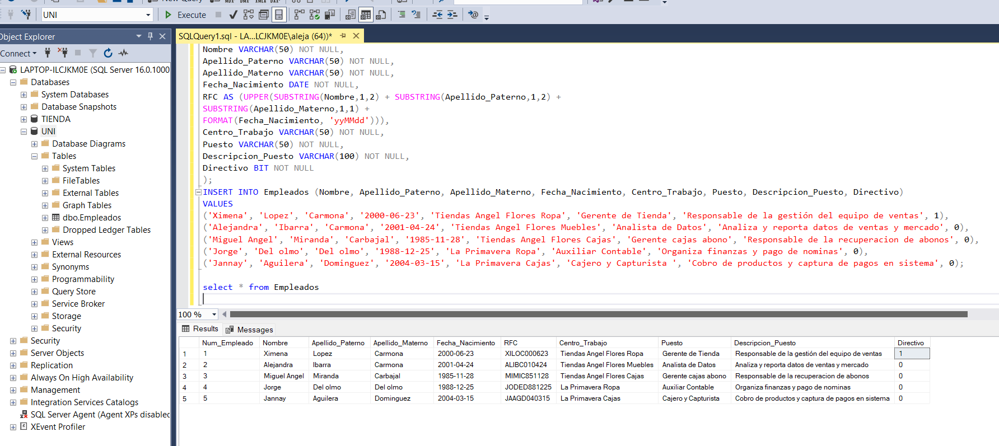 New Query
MDX DMX XMLA DAX
UNI
Execute
Object Explorer
Connect
LAPTOP-ILCJKM0E (SQL Server 16.0.1000
Databases
System Databases
Database Snapshots
TIENDA
UNI
Database Diagrams
Tables
System Tables
FileTables
External Tables
Graph Tables
dbo.Empleados
Dropped Ledger Tables
Views
External Resources
Synonyms
Programmability
Query Store
Service Broker
Storage
Security
Security
Server Objects
Replication
Always On High Availability
Management
Integration Services Catalogs
SQL Server Agent (Agent XPs disabled
XEvent Profiler
SQLQuery1.sql - LA...LCJKM0E\aleja (64))*
Nombre VARCHAR(50) NOT NULL,
Apellido_Paterno VARCHAR(50) NOT NULL,
Apellido_Materno VARCHAR(50) NOT NULL,
Fecha_Nacimiento DATE NOT NULL,
RFC AS (UPPER(SUBSTRING(Nombre,1,2) + SUBSTRING(Apellido_Paterno,1,2) +
SUBSTRING(Apellido_Materno,1,1) +
FORMAT(Fecha_Nacimiento, 'yyMMdd'))),
Centro_Trabajo VARCHAR(50) NOT NULL,
Puesto VARCHAR(50) NOT NULL,
Descripcion_Puesto VARCHAR(100) NOT NULL,
Directivo BIT NOT NULL
);
INSERT INTO Empleados (Nombre, Apellido_Paterno, Apellido_Materno, Fecha_Nacimiento, Centro_Trabajo, Puesto, Descripcion_Puesto, Directivo)
VALUES
('Ximena', 'Lopez', 'Carmona', '2000-06-23', 'Tiendas Angel Flores Ropa', 'Gerente de Tienda', 'Responsable de la gestión del equipo de ventas', 1),
('Alejandra', 'Ibarra', 'Carmona', '2001-04-24', 'Tiendas Angel Flores Muebles', 'Analista de Datos', 'Analiza y reporta datos de ventas y mercado', 0),
('Miguel Angel', 'Miranda', 'Carbajal', '1985-11-28', 'Tiendas Angel Flores Cajas', 'Gerente cajas abono', 'Responsable de la recuperacion de abonos', 0),
('Jorge', 'Del olmo', 'Del olmo', '1988-12-25', 'La Primavera Ropa', 'Auxiliar Contable', 'Organiza finanzas y pago de nominas', 0),
('Jannay', 'Aguilera', 'Dominguez', '2004-03-15', 'La Primavera Cajas', 'Cajero y Capturista ', 'Cobro de productos y captura de pagos en sistema', 0);
select * from Empleados
100 %
Results Messages
Num_Empleado Nombre Apellido_Paterno Apellido_Materno Fecha_Nacimiento RFC Centro_Trabajo Puesto Descripcion_Puesto Directivo
1 1 Ximena Lopez Carmona 2000-06-23 XILOC000623 Tiendas Angel Flores Ropa Gerente de Tienda Responsable de la gestión del equipo de ventas 1
2 2 Alejandra Ibarra Carmona 2001-04-24 ALIBC010424 Tiendas Angel Flores Muebles Analista de Datos Analiza y reporta datos de ventas y mercado 0
3 3 Miguel Angel Miranda Carbajal 1985-11-28 MIMIC851128 Tiendas Angel Flores Cajas Gerente cajas abono Responsable de la recuperacion de abonos 0
4 4 Jorge Del olmo Del olmo 1988-12-25 JODED881225 La Primavera Ropa Auxiliar Contable Organiza finanzas y pago de nominas 0
5 5 Jannay Aguilera Dominguez 2004-03-15 JAAGD040315 La Primavera Cajas Cajero y Capturista Cobro de productos y captura de pagos en sistema 0